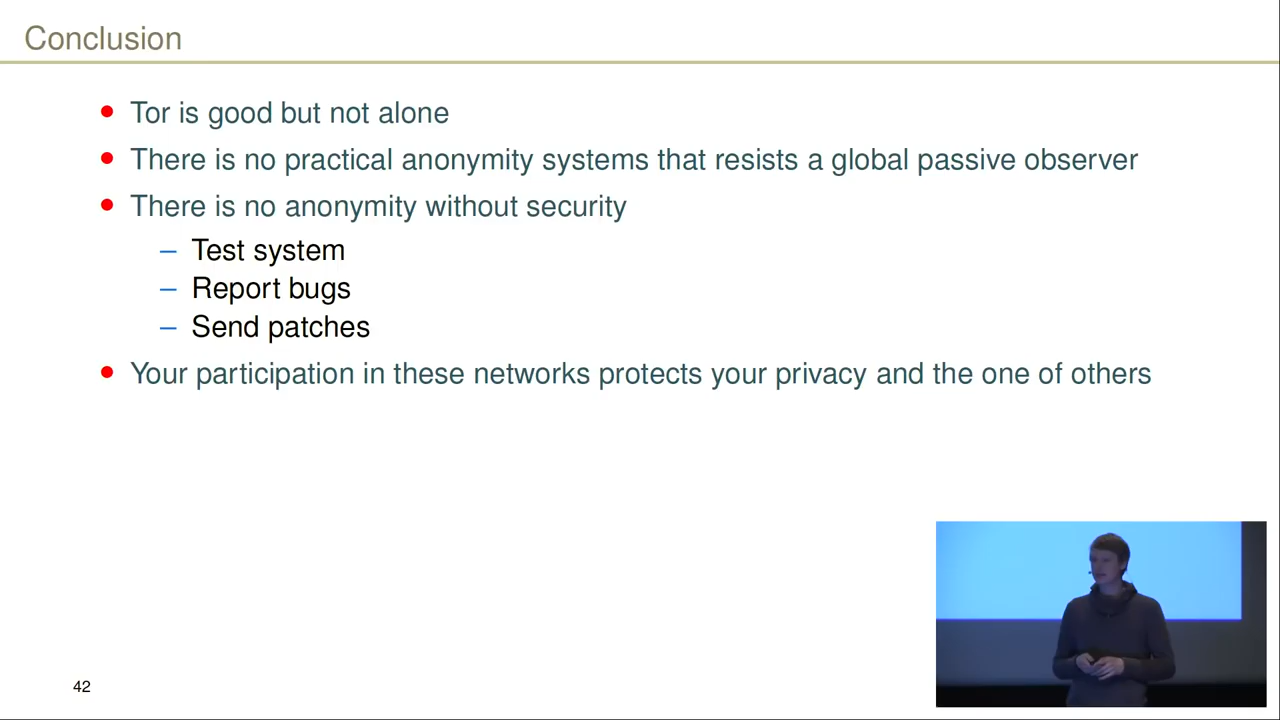 Conclusion
Tor is good but not alone
There is no practical anonymity systems that resists a global passive observer
There is no anonymity without security
– Test system
– Report bugs
– Send patches
Your participation in these networks protects your privacy and the one of others
42